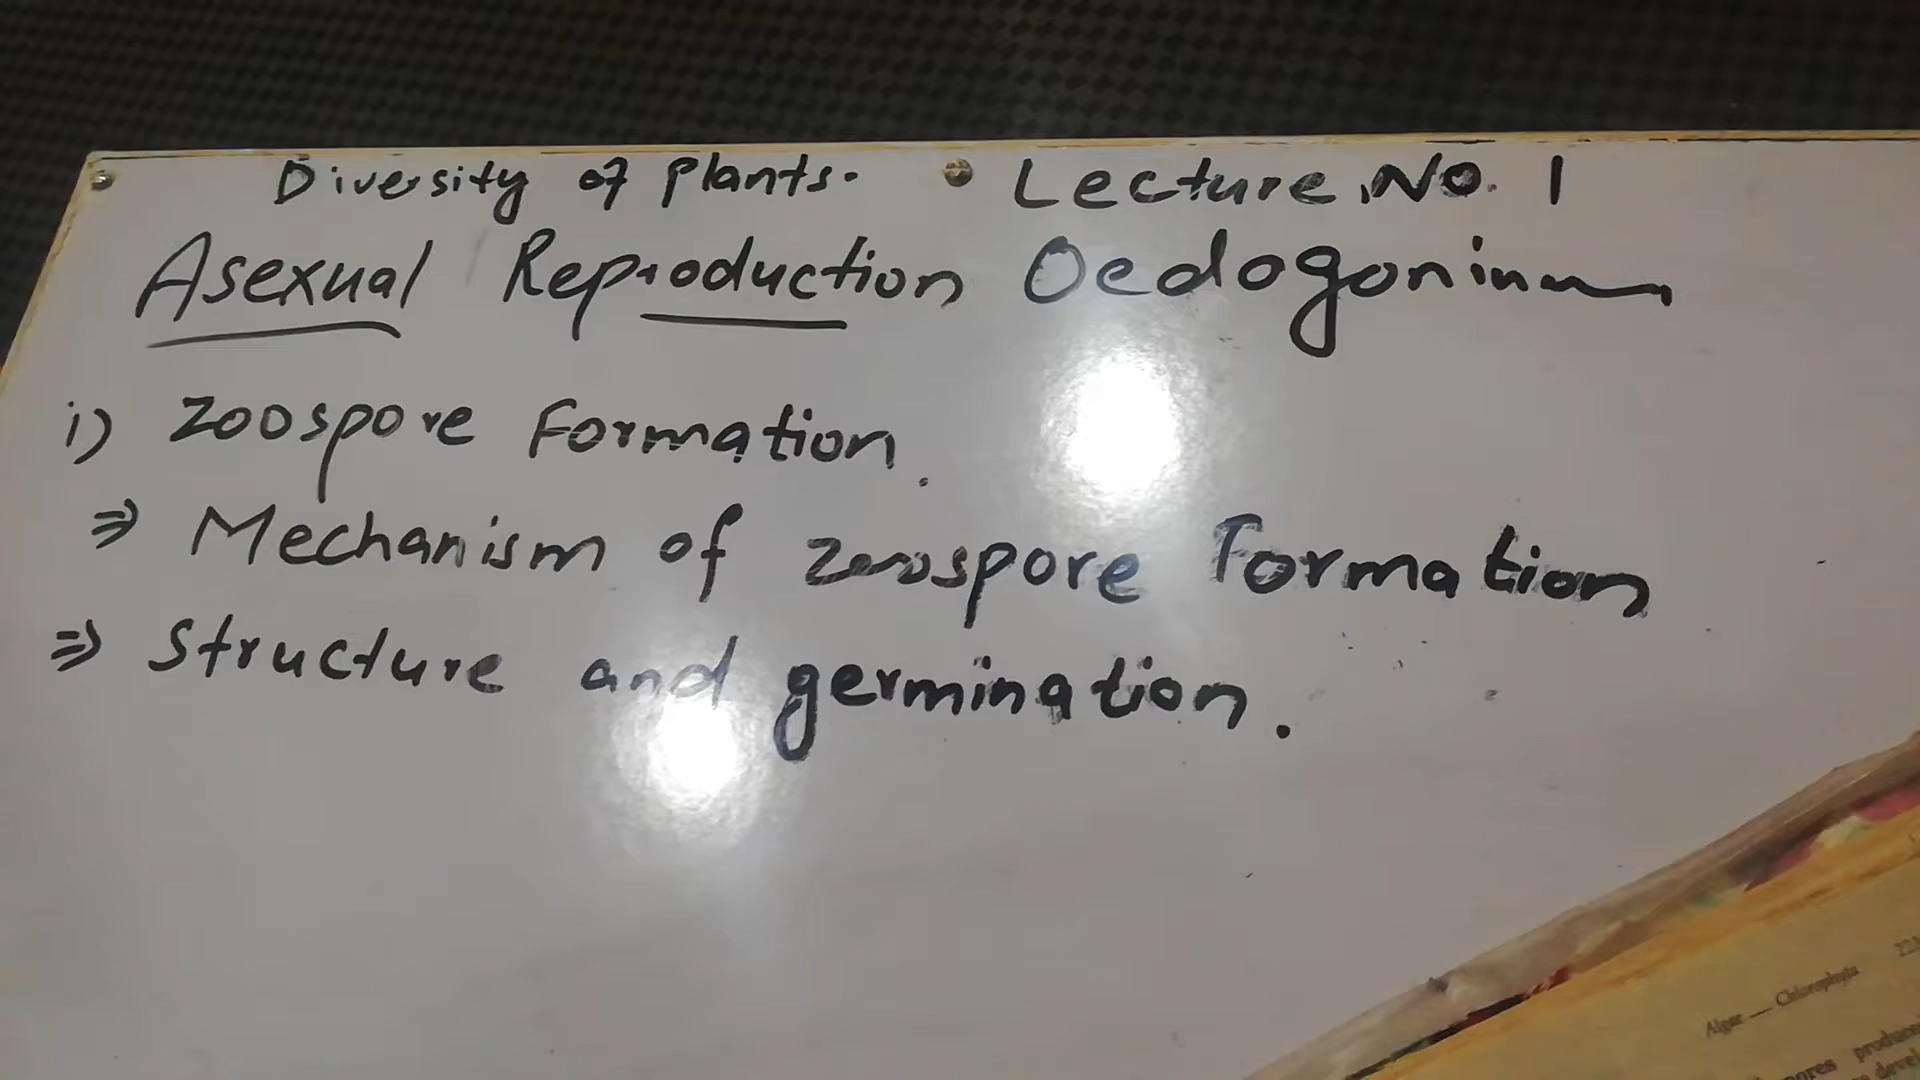 Diversity of Plants. Lecture No. 1
Asexual Reproduction Oedogonium
i) Zoospore Formation.
⇒ Mechanism of Zoospore Formation
⇒ Structure and germination.
Algae — Chlorophyta
produced